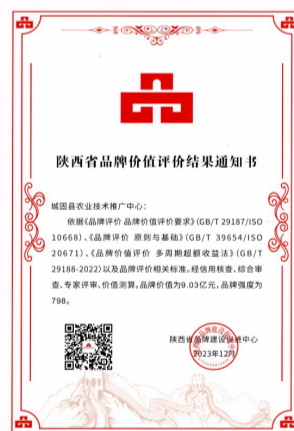 陕西省品牌价值评价结果通知书
城固县农业技术推广中心：
依据《品牌评价 品牌价值评价要求》（GB/T 29187/ISO
10668）、《品牌评价 原则与基础》（GB/T 39654/ISO
20671）、《品牌价值评价 多周期超额收益法》（GB/T
29188-2022）以及品牌评价相关标准。经信用核查、综合审
查、专家评审、价值测算，品牌价值为9.03亿元，品牌强度为
798。
陕西省品牌建设促进中心
2023年12月